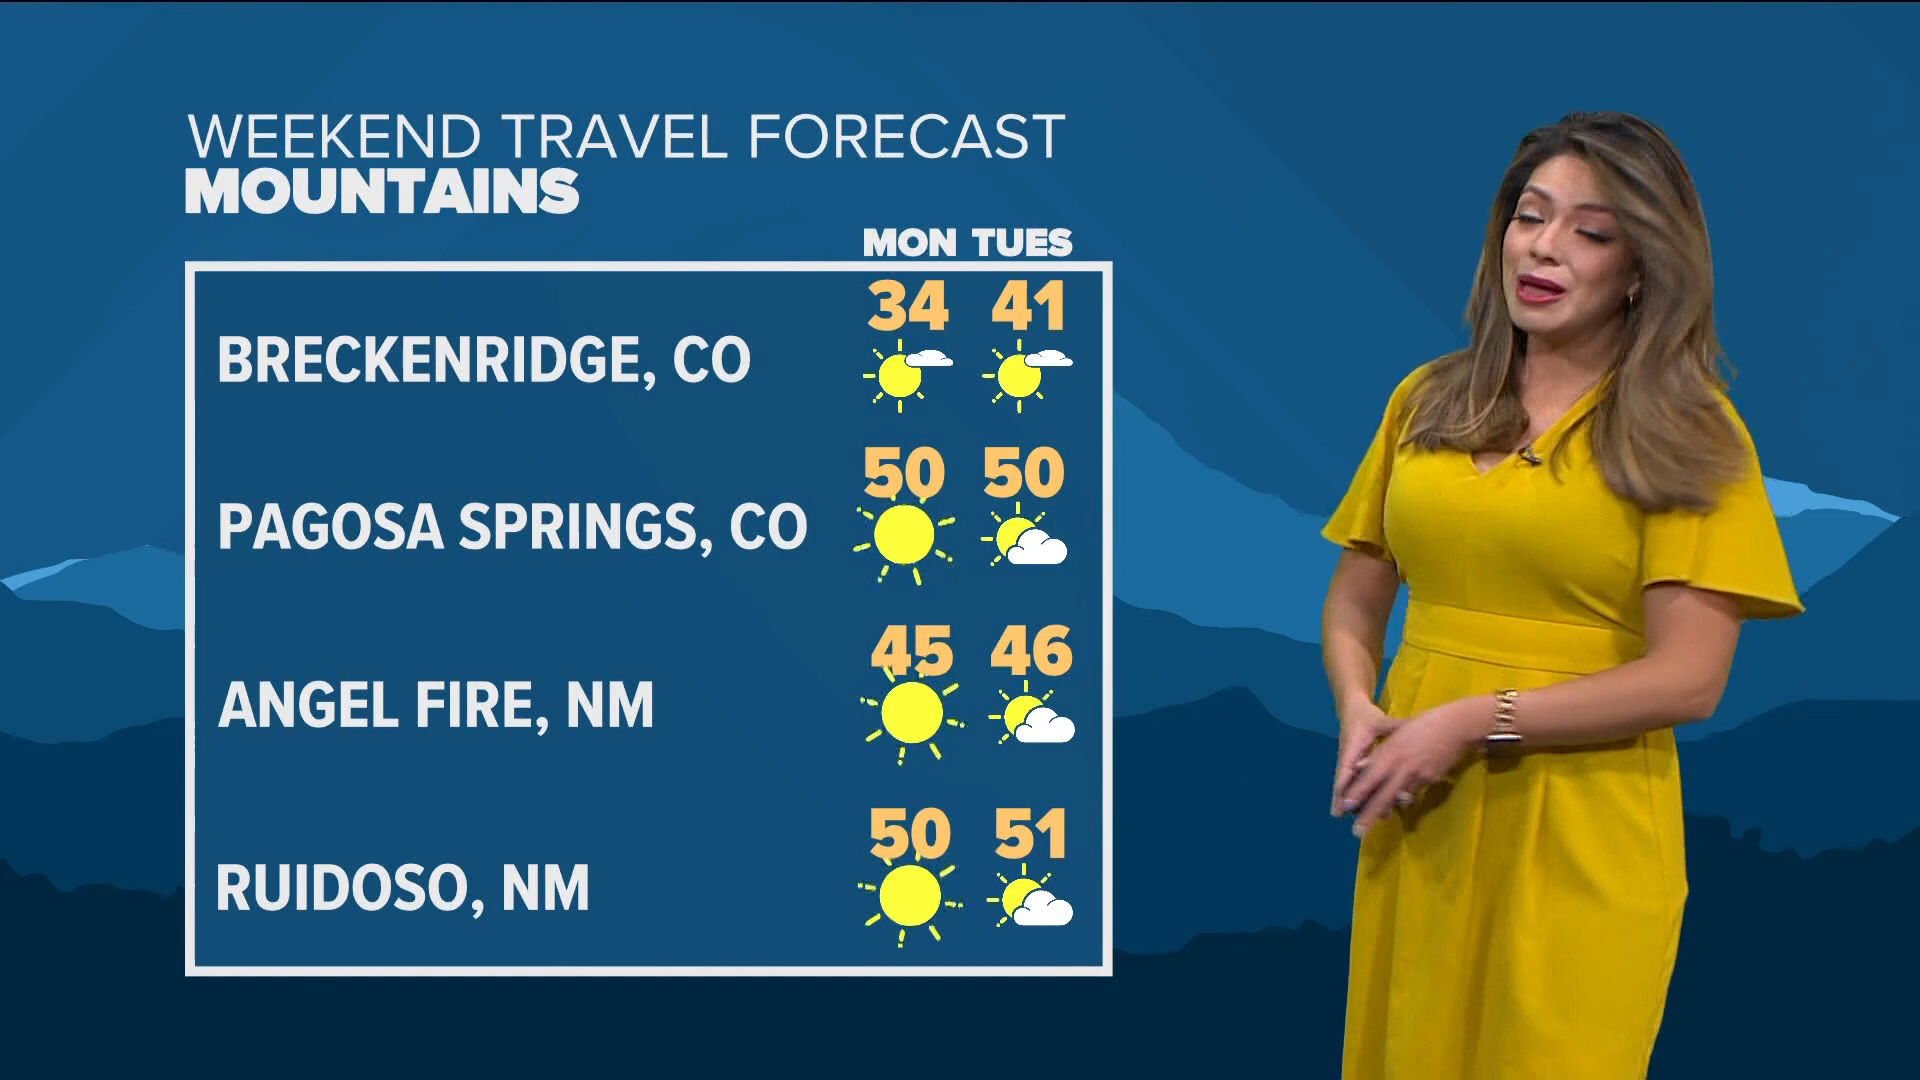 WEEKEND TRAVEL FORECAST
MOUNTAINS
MON TUES
34 41
BRECKENRIDGE, CO
50 50
PAGOSA SPRINGS, CO
45 46
ANGEL FIRE, NM
50 51
RUIDOSO, NM